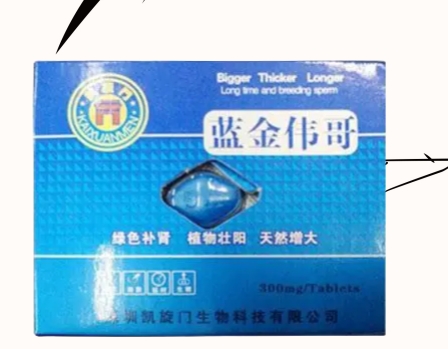 Bigger Thicker Longer
Long time and breeding sperm
KAIXUANMEN
蓝金伟哥
绿色补肾 植物壮阳 天然增大
300mg/Tablets
圳凯旋门生物科技有限公司